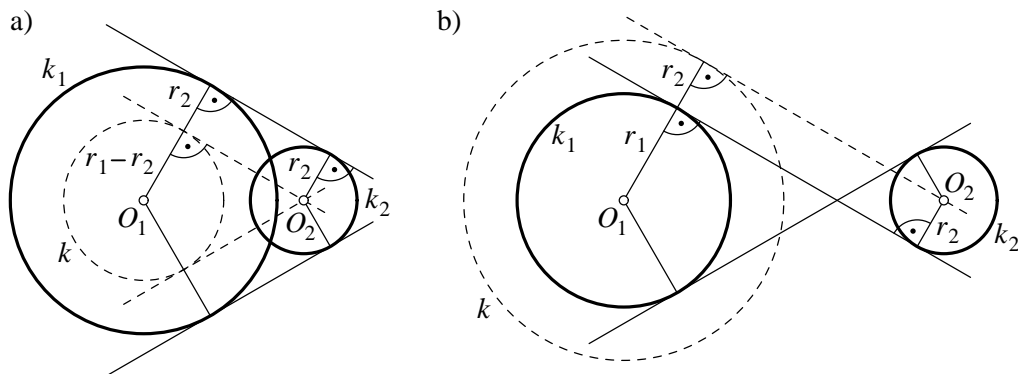 a)
k₁
r₂
r₁−r₂
r₂
O₁
O₂
k₂
k
b)
r₂
k₁
r₁
O₁
O₂
r₂
k₂
k